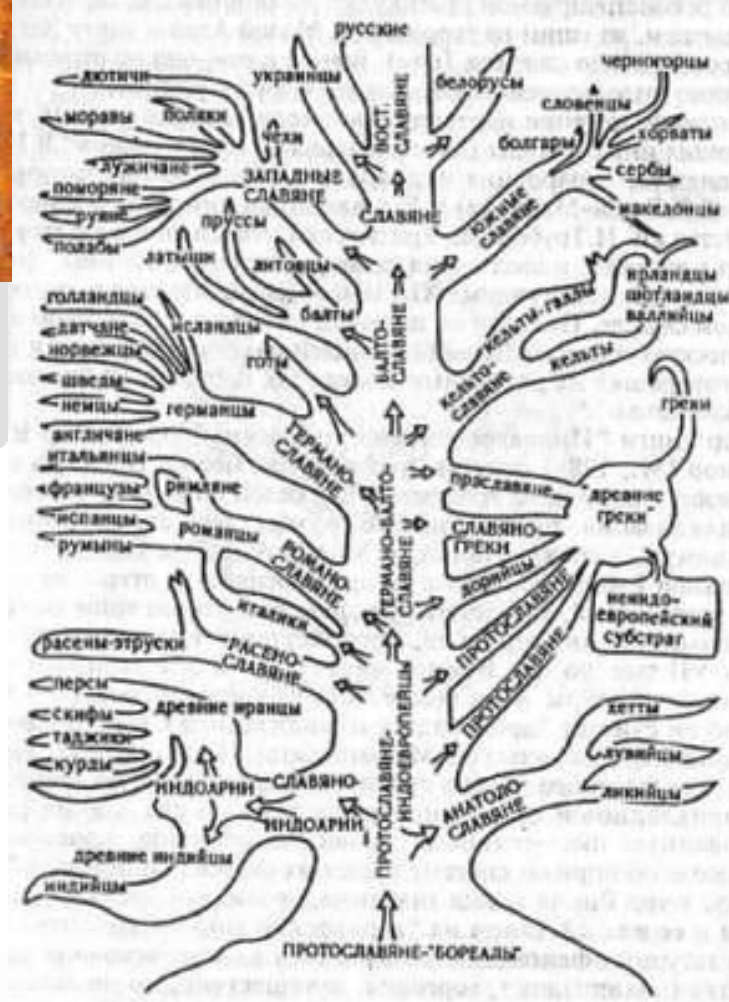 русские
лютичи
украинцы
белорусы
черногорцы
моравы
поляки
чехи
ВОСТ.
СЛАВЯНЕ
словенцы
хорваты
болгары
лужичане
ЗАПАДНЫЕ
СЛАВЯНЕ
сербы
поморяне
СЛАВЯНЕ
ЮЖНЫЕ
СЛАВЯНЕ
македонцы
руяне
пруссы
полабы
латыши
литовцы
ирландцы
шотландцы
валлийцы
голландцы
исландцы
балты
БАЛТО-
СЛАВЯНЕ
кельты-галлы
датчане
норвежцы
готы
кельты
КЕЛЬТО-
СЛАВЯНЕ
шведы
немцы
германцы
греки
англичане
ГЕРМАНО-
СЛАВЯНЕ
итальянцы
праславяне
французы
римляне
древние
греки
испанцы
романцы
СЛАВЯНО-
ГРЕКИ
румыны
РОМАНО-
СЛАВЯНЕ
ГЕРМАНО-БАЛТО-
СЛАВЯНЕ
дорийцы
италики
ПРОТОСЛАВЯНЕ
неиндо-
европейский
субстрат
расены-этруски
РАСЕНО-
СЛАВЯНЕ
ПРОТОСЛАВЯНЕ
персы
древние иранцы
хетты
скифы
таджики
лувийцы
курды
ИНДОАРИИ
СЛАВЯНО-
ИНДОАРИИ
ПРОТОСЛАВЯНЕ-
ИНДОЕВРОПЕЙЦЫ
АНАТОЛО-
СЛАВЯНЕ
ликийцы
древние индийцы
индийцы
ПРОТОСЛАВЯНЕ-"БОРЕАЛЫ"